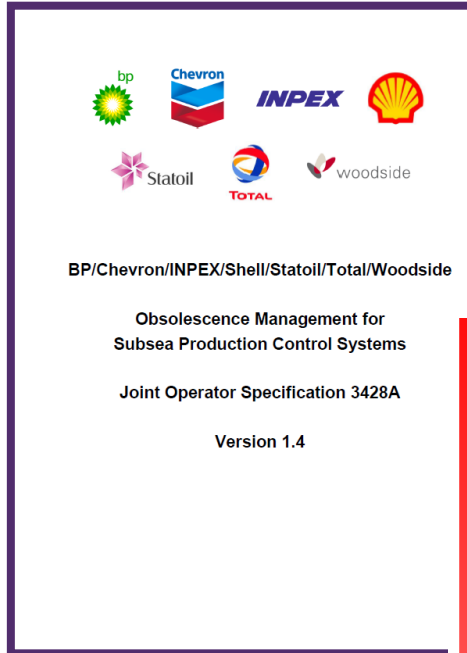 bp
Chevron
INPEX
Statoil
TOTAL
woodside
BP/Chevron/INPEX/Shell/Statoil/Total/Woodside
Obsolescence Management for
Subsea Production Control Systems
Joint Operator Specification 3428A
Version 1.4